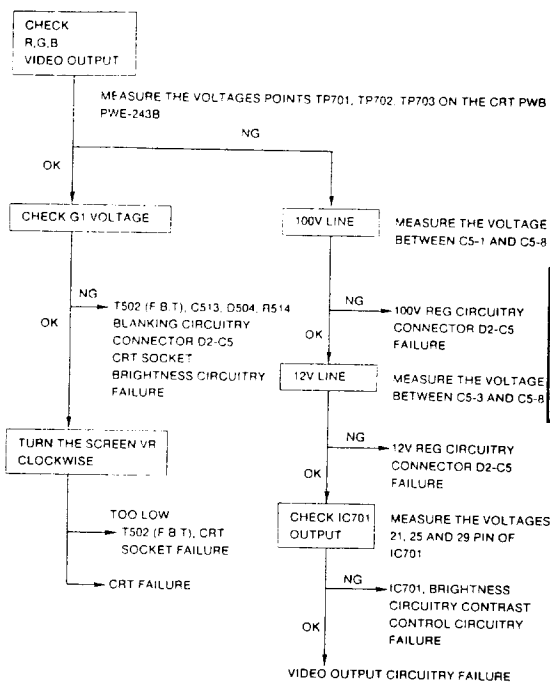 CHECK
R,G,B
VIDEO OUTPUT
MEASURE THE VOLTAGES POINTS TP701, TP702, TP703 ON THE CRT PWB
PWE-243B
NG
OK
CHECK G1 VOLTAGE
100V LINE
MEASURE THE VOLTAGE
BETWEEN C5-1 AND C5-8
NG
T502 (F B.T), C513, D504, R514
BLANKING CIRCUITRY
CONNECTOR D2-C5
CRT SOCKET
BRIGHTNESS CIRCUITRY
FAILURE
OK
NG
100V REG CIRCUITRY
CONNECTOR D2-C5
FAILURE
OK
12V LINE
MEASURE THE VOLTAGE
BETWEEN C5-3 AND C5-8
TURN THE SCREEN VR
CLOCKWISE
NG
12V REG CIRCUITRY
CONNECTOR D2-C5
FAILURE
OK
TOO LOW
T502 (F B T), CRT
SOCKET FAILURE
CRT FAILURE
CHECK IC701
OUTPUT
MEASURE THE VOLTAGES
21, 25 AND 29 PIN OF
IC701
NG
IC701, BRIGHTNESS
CIRCUITRY CONTRAST
CONTROL CIRCUITRY
FAILURE
OK
VIDEO OUTPUT CIRCUITRY FAILURE